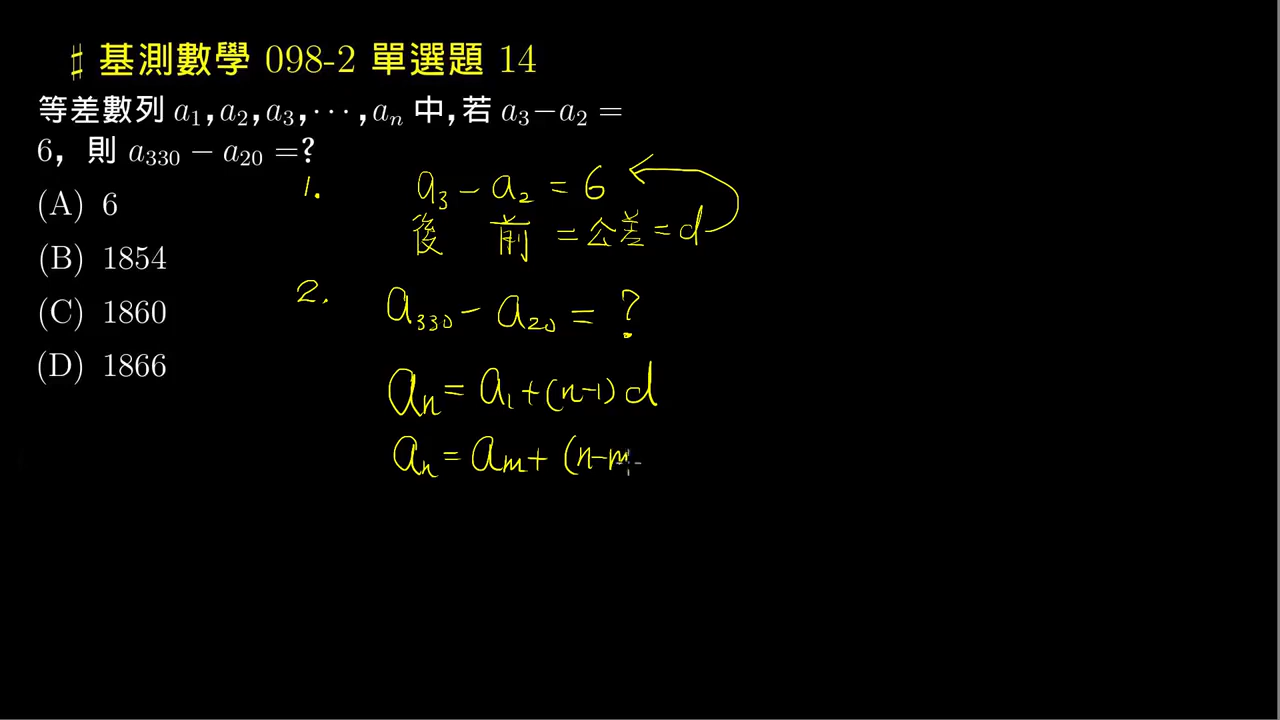 ♯ 基測數學 098-2 單選題 14
等差數列 a₁,a₂,a₃,⋯,aₙ 中,若 a₃−a₂ =
6，則 a₃₃₀ − a₂₀ =?
(A) 6
(B) 1854
(C) 1860
(D) 1866
1. a₃ − a₂ = 6
後 前 = 公差 = d
2. a₃₃₀ − a₂₀ = ?
aₙ = a₁ + (n−1) d
aₙ = aₘ + (n−m